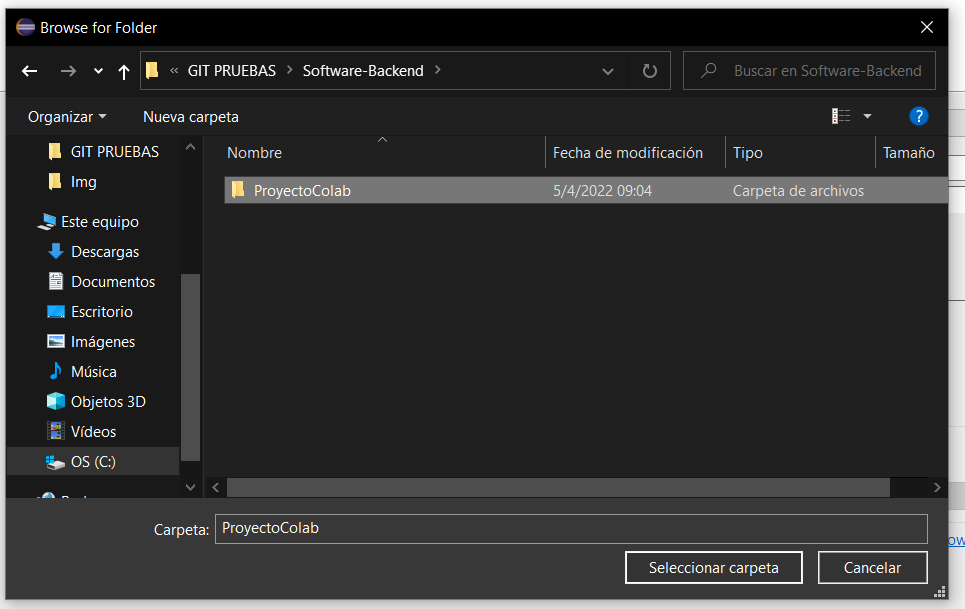 Browse for Folder
« GIT PRUEBAS > Software-Backend >
Buscar en Software-Backend
Organizar
Nueva carpeta
?
GIT PRUEBAS
Img
Este equipo
Descargas
Documentos
Escritorio
Imágenes
Música
Objetos 3D
Vídeos
OS (C:)
Nombre
Fecha de modificación
Tipo
Tamaño
ProyectoColab
5/4/2022 09:04
Carpeta de archivos
Carpeta:
ProyectoColab
Seleccionar carpeta
Cancelar